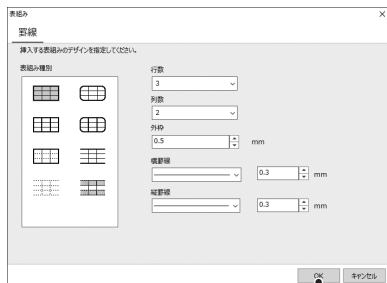 表組み
罫線
挿入する表組みのデザインを指定してください。
表組み種別
行数
3
列数
2
外枠
0.5 mm
横罫線
0.3 mm
縦罫線
0.3 mm
OK キャンセル